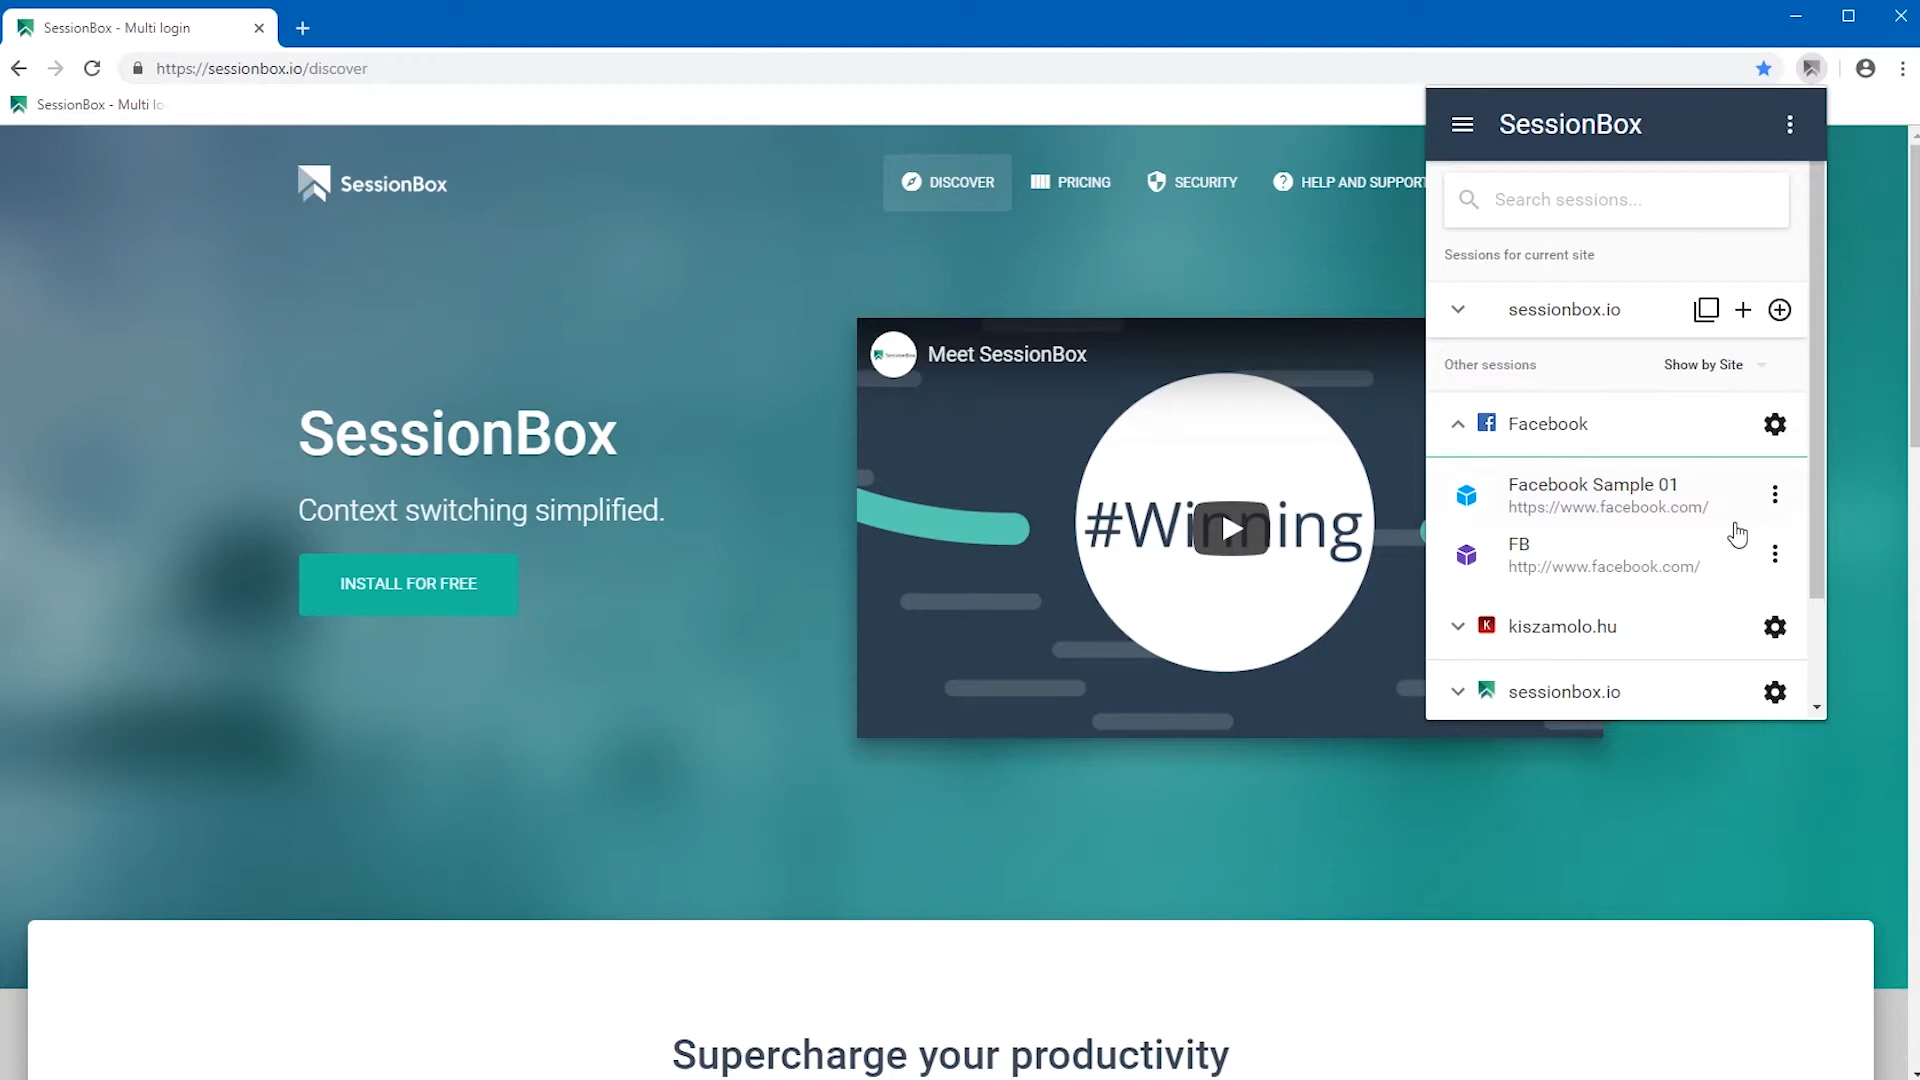 SessionBox - Multi login
https://sessionbox.io/discover
SessionBox - Multi lo
SessionBox
DISCOVER
PRICING
SECURITY
HELP AND SUPPORT
SessionBox
Search sessions...
Sessions for current site
sessionbox.io
Other sessions
Show by Site
Facebook
Facebook Sample 01
https://www.facebook.com/
FB
http://www.facebook.com/
K
kiszamolo.hu
sessionbox.io
SessionBox
Meet SessionBox
#Winning
SessionBox
Context switching simplified.
INSTALL FOR FREE
Supercharge your productivity